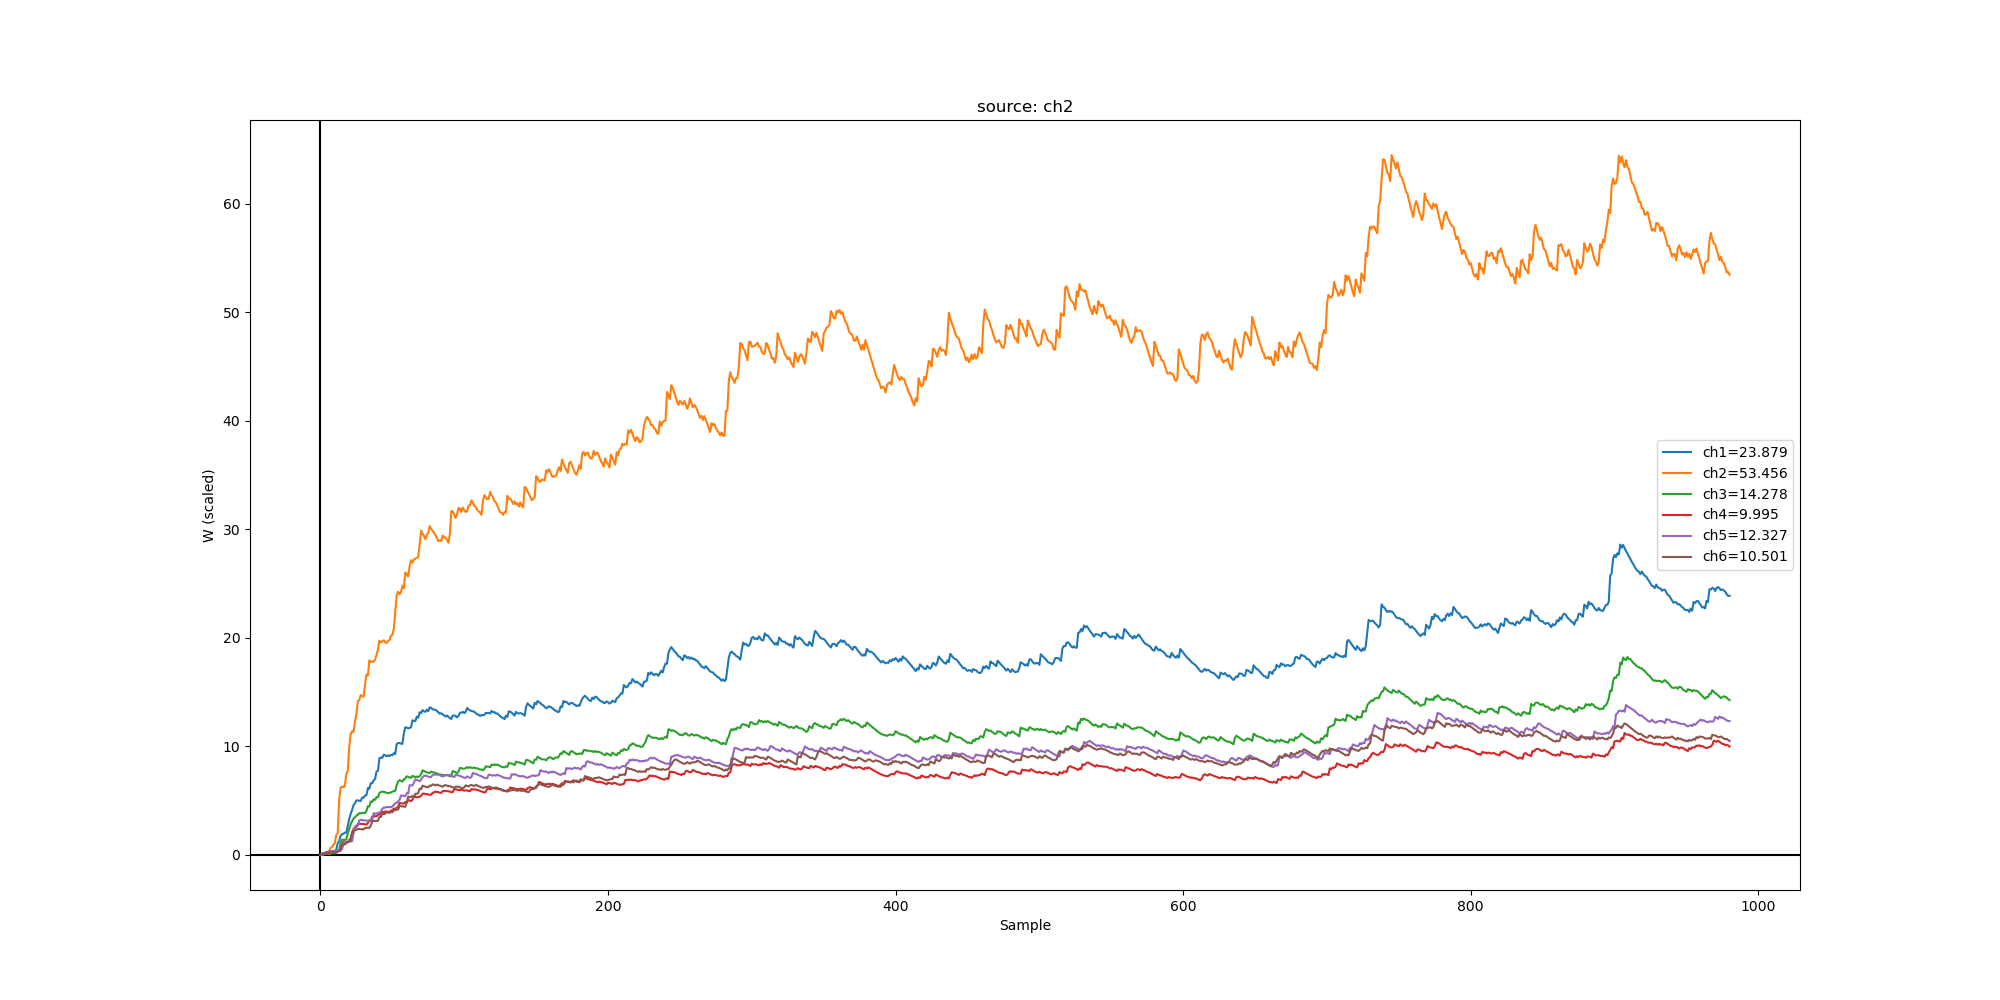 source: ch2
W (scaled)
60
50
40
30
20
10
0
ch1=23.879
ch2=53.456
ch3=14.278
ch4=9.995
ch5=12.327
ch6=10.501
0 200 400 600 800 1000
Sample